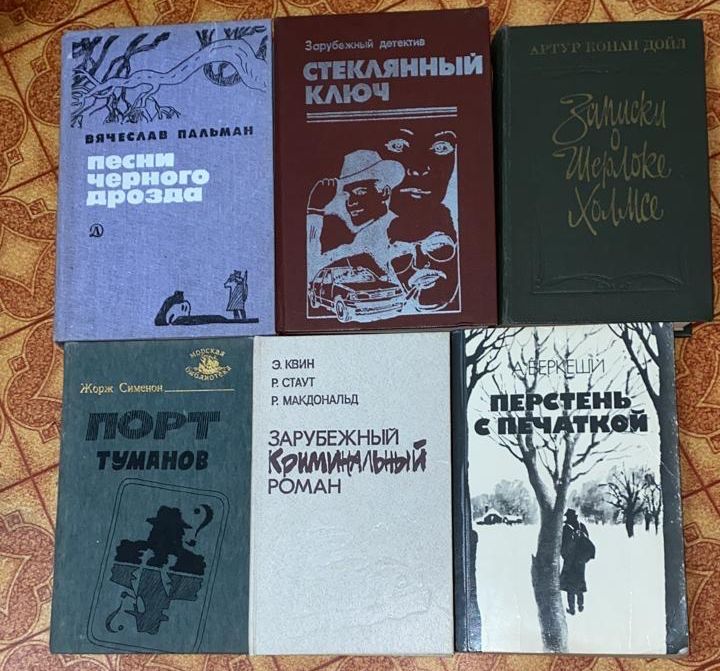 ВЯЧЕСЛАВ ПАЛЬМАН
песни
черного
дрозда
Д
Зарубежный детектив
СТЕКЛЯННЫЙ
КЛЮЧ
АРТУР КОНАН ДОЙЛ
Записки
о
Шерлоке
Холмсе
морская
библиотека
Жорж Сименон
ПОРТ
ТУМАНОВ
?
?
Э. КВИН
Р. СТАУТ
Р. МАКДОНАЛЬД
ЗАРУБЕЖНЫЙ
Криминальный
РОМАН
А. БЕРКЕШИ
ПЕРСТЕНЬ
С ПЕЧАТКОЙ